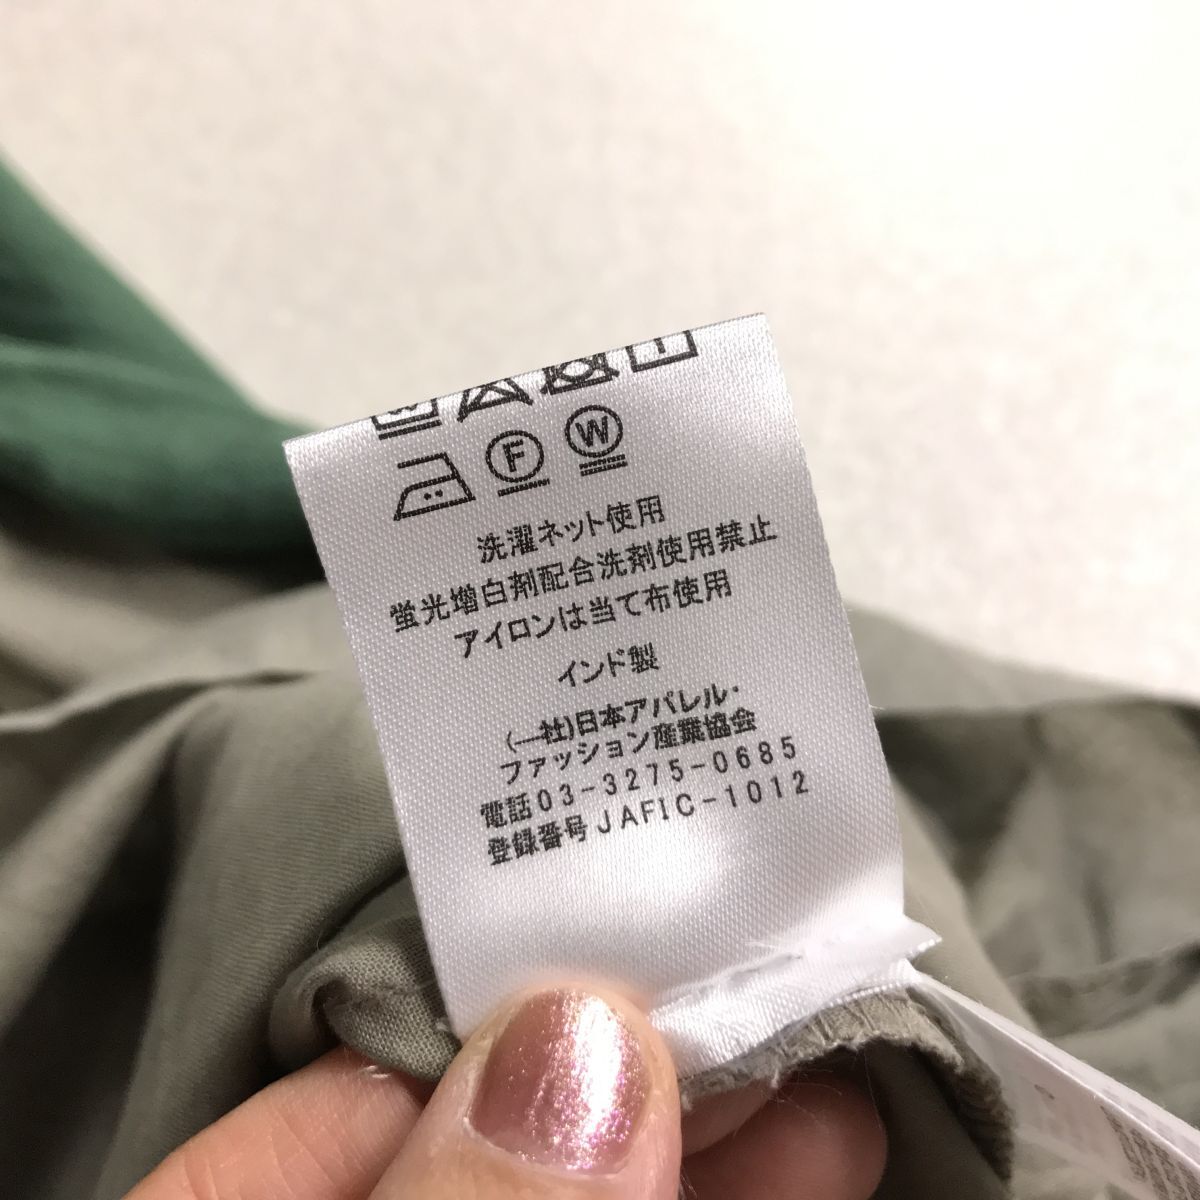 F W
洗濯ネット使用
蛍光増白剤配合洗剤使用禁止
アイロンは当て布使用
インド製
(一社)日本アパレル・
ファッション産業協会
電話03-3275-0685
登録番号JAFIC-1012